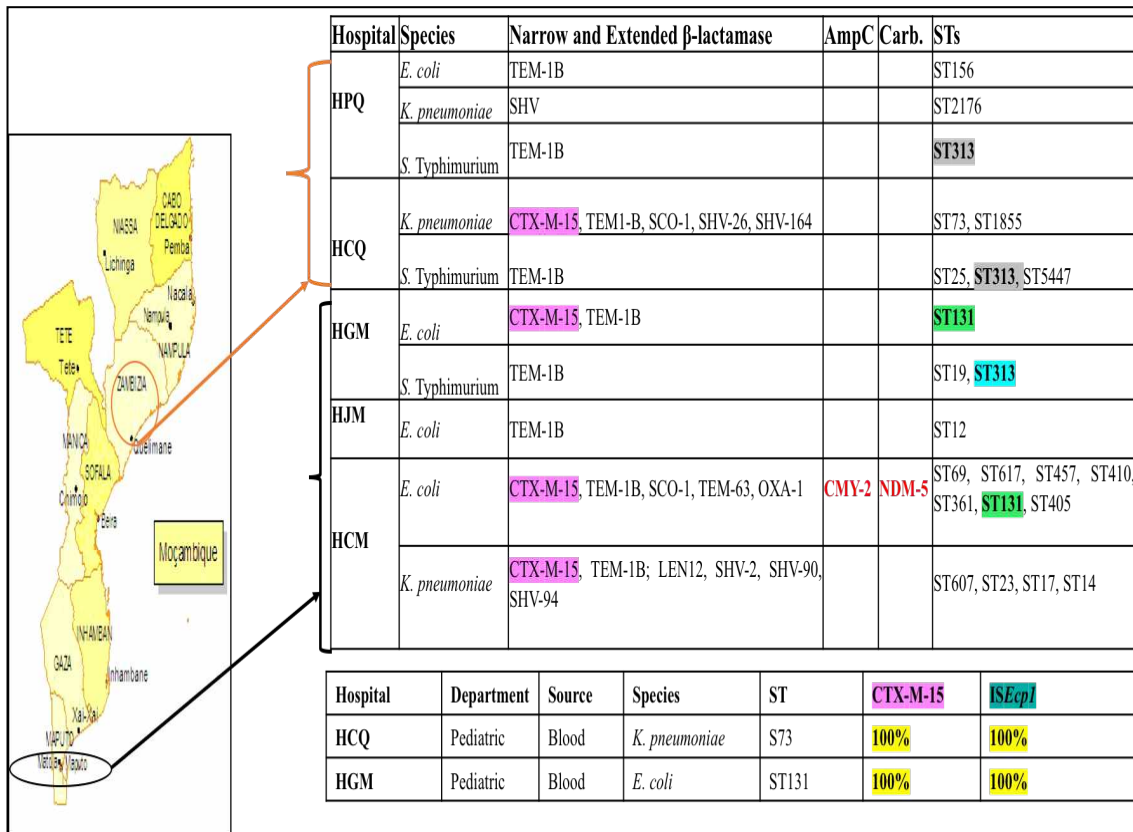 Hospital Species Narrow and Extended β-lactamase AmpC Carb. STs
HPQ
E. coli TEM-1B ST156
K. pneumoniae SHV ST2176
S. Typhimurium TEM-1B ST313
HCQ
K. pneumoniae CTX-M-15, TEM1-B, SCO-1, SHV-26, SHV-164 ST73, ST1855
S. Typhimurium TEM-1B ST25, ST313, ST5447
HGM
E. coli CTX-M-15, TEM-1B ST131
S. Typhimurium TEM-1B ST19, ST313
HJM
E. coli TEM-1B ST12
HCM
E. coli CTX-M-15, TEM-1B, SCO-1, TEM-63, OXA-1 CMY-2 NDM-5 ST69, ST617, ST457, ST410,
ST361, ST131, ST405
K. pneumoniae CTX-M-15, TEM-1B; LEN12, SHV-2, SHV-90,
SHV-94 ST607, ST23, ST17, ST14
Hospital Department Source Species ST CTX-M-15 ISEcp1
HCQ Pediatric Blood K. pneumoniae S73 100% 100%
HGM Pediatric Blood E. coli ST131 100% 100%
CABO
DELGADO
Pemba
NIASSA
Lichinga
Nacala
Nampula
NAMPULA
TETE
Tete
ZAMBIZIA
Quelimane
MANICA
SOFALA
Chimoio
Beira
Moçambique
INHAMBAN
GAZA
Inhambane
Xai-Xai
MAPUTO
Matola
Maputo